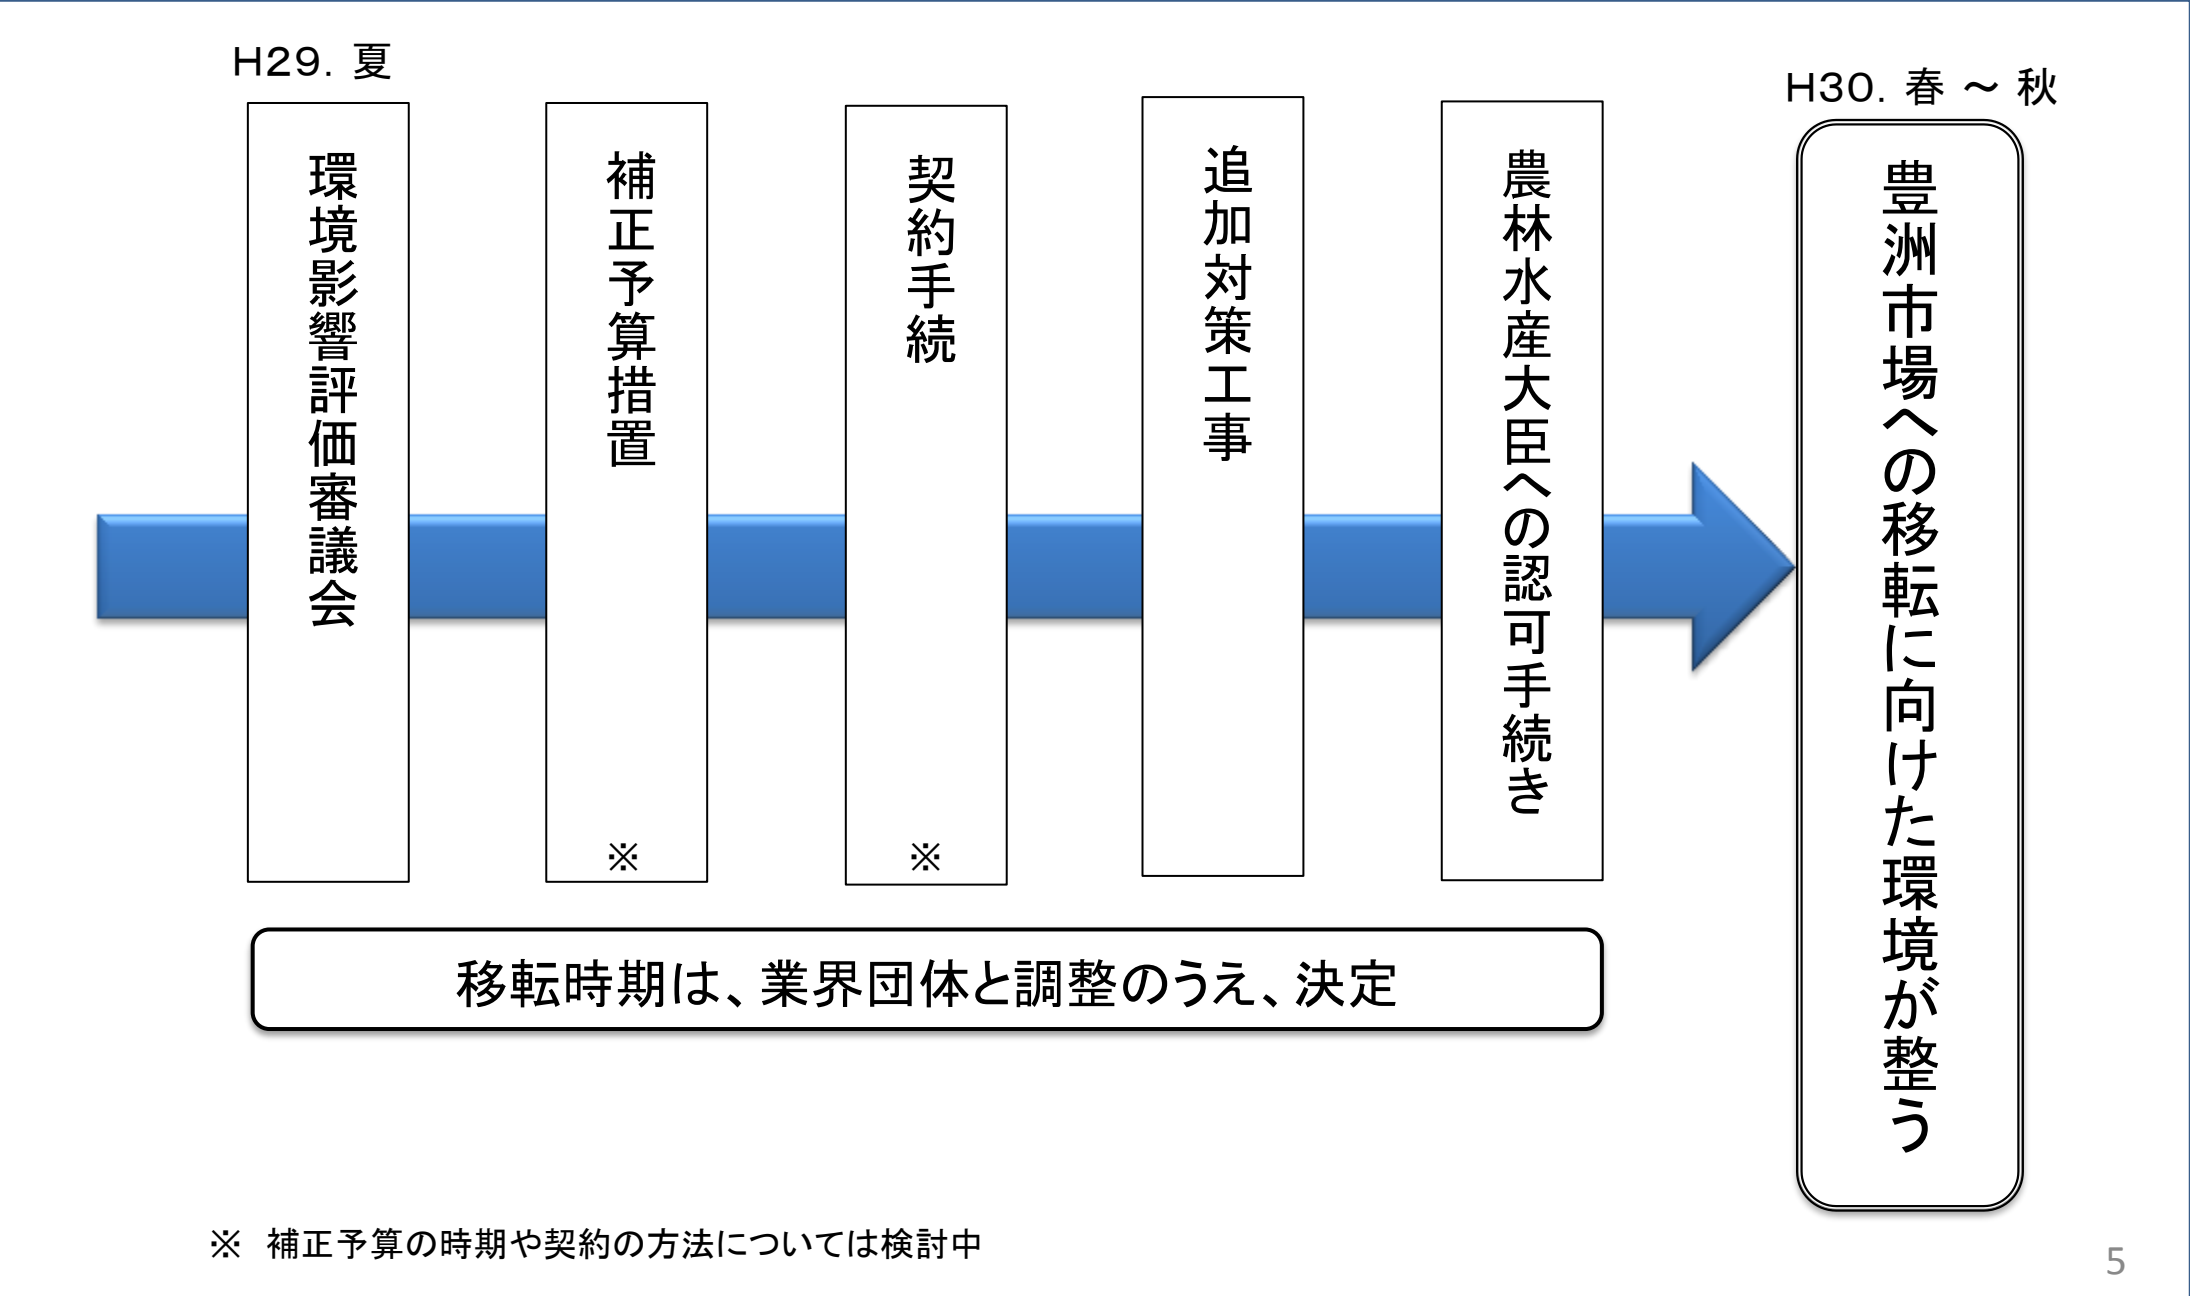 H29. 夏
環境影響評価審議会
補正予算措置
※
契約手続
※
追加対策工事
農林水産大臣への認可手続き
H30. 春 ～ 秋
豊洲市場への移転に向けた環境が整う
移転時期は、業界団体と調整のうえ、決定
※　補正予算の時期や契約の方法については検討中
5